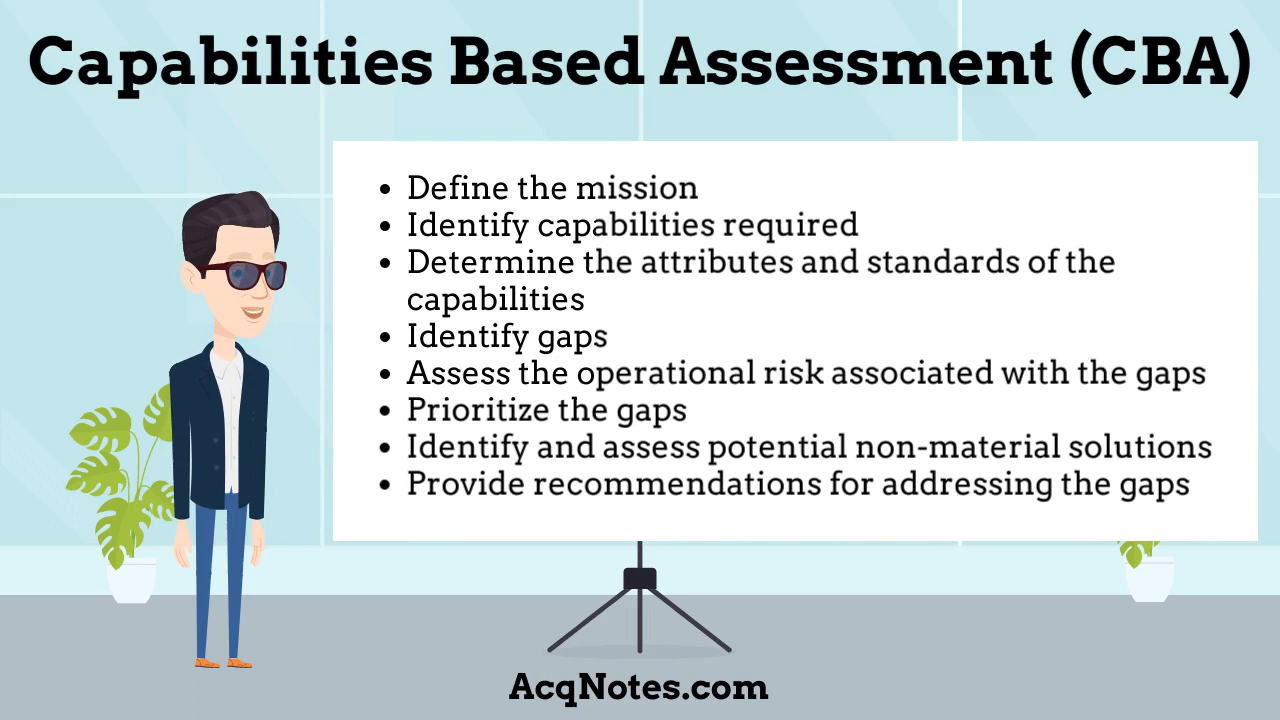 Capabilities Based Assessment (CBA)
• Define the mission
• Identify capabilities required
• Determine the attributes and standards of the
capabilities
• Identify gaps
• Assess the operational risk associated with the gaps
• Prioritize the gaps
• Identify and assess potential non-material solutions
• Provide recommendations for addressing the gaps
AcqNotes.com